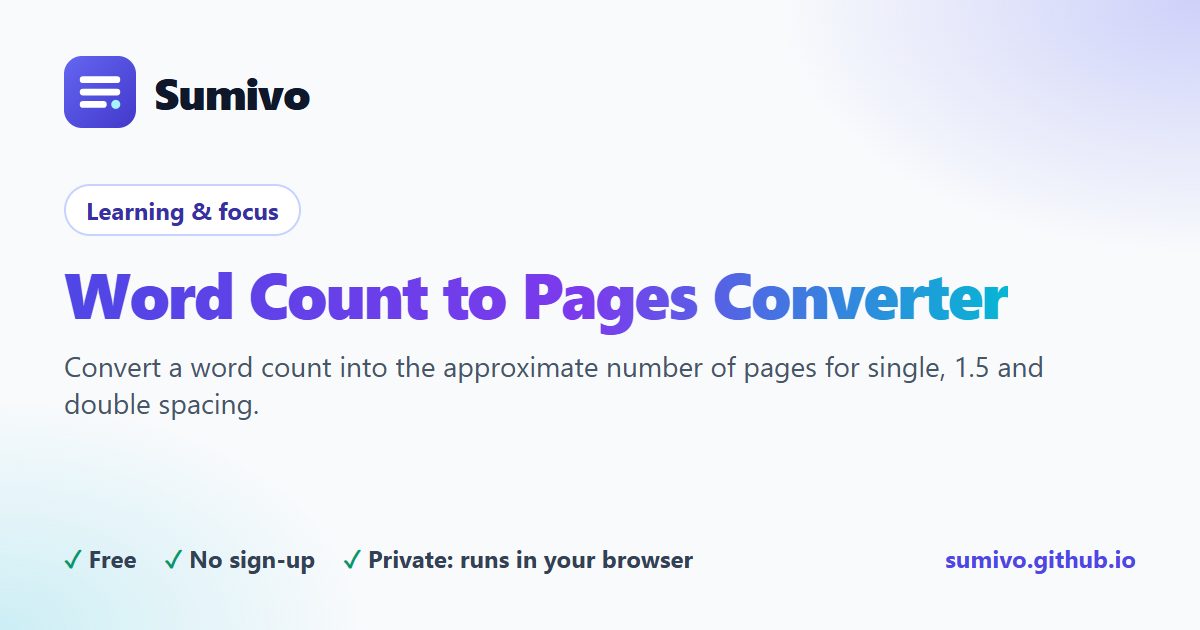 Sumivo
Learning & focus
Word Count to Pages Converter
Convert a word count into the approximate number of pages for single, 1.5 and
double spacing.
✓ Free ✓ No sign-up ✓ Private: runs in your browser
sumivo.github.io